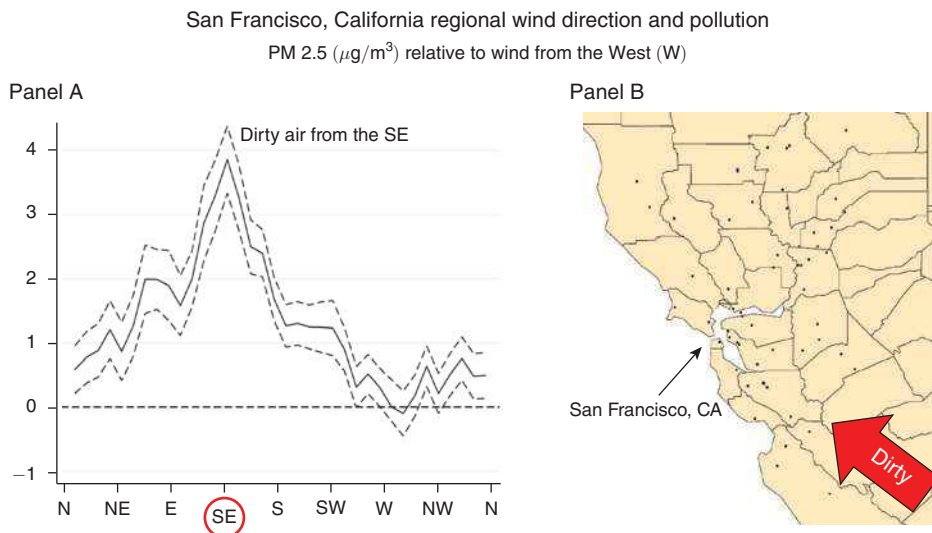 San Francisco, California regional wind direction and pollution
PM 2.5 (μg/m³) relative to wind from the West (W)
Panel A
Panel B
Dirty air from the SE
4
3
2
1
0
−1
N NE E SE S SW W NW N
San Francisco, CA
Dirty